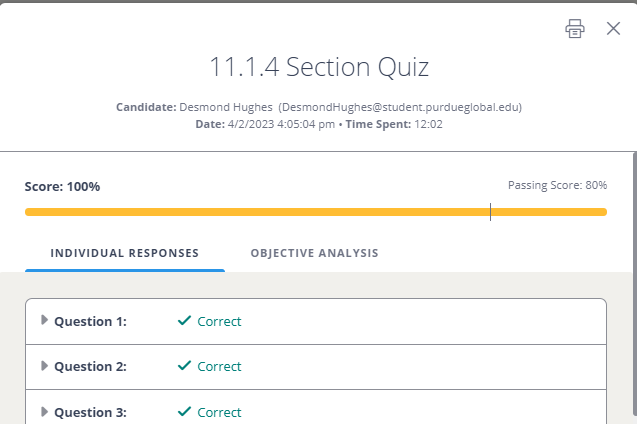 11.1.4 Section Quiz
Candidate: Desmond Hughes (DesmondHughes@student.purdueglobal.edu)
Date: 4/2/2023 4:05:04 pm • Time Spent: 12:02
Score: 100%
Passing Score: 80%
INDIVIDUAL RESPONSES
OBJECTIVE ANALYSIS
Question 1: Correct
Question 2: Correct
Question 3: Correct